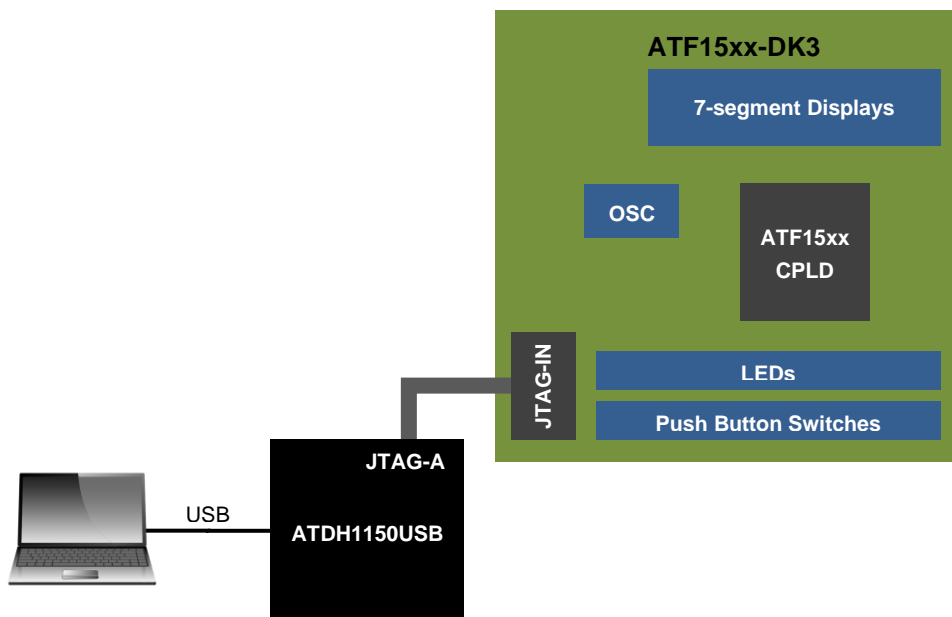 ATF15xx-DK3
7-segment Displays
OSC
ATF15xx
CPLD
JTAG-IN
LEDs
Push Button Switches
JTAG-A
USB
ATDH1150USB